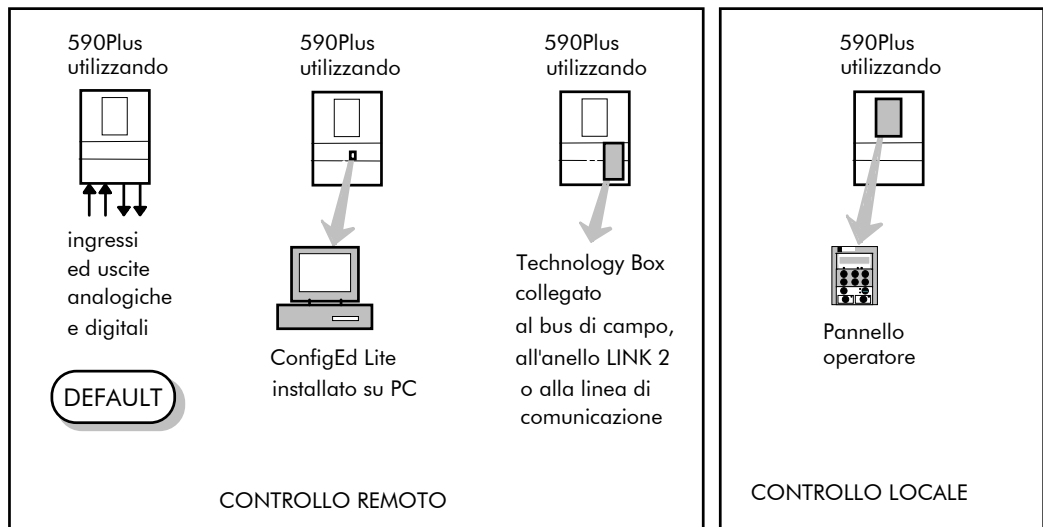 590Plus
utilizzando
ingressi
ed uscite
analogiche
e digitali
DEFAULT
590Plus
utilizzando
ConfigEd Lite
installato su PC
590Plus
utilizzando
Technology Box
collegato
al bus di campo,
all'anello LINK 2
o alla linea di
comunicazione
CONTROLLO REMOTO
590Plus
utilizzando
Pannello
operatore
CONTROLLO LOCALE